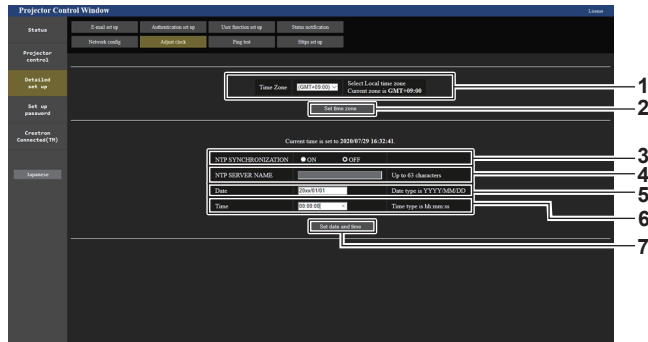 Projector Control Window
License
Status
E-mail set up
Authentication set up
User function set up
Status notification
Network config
Adjust clock
Ping test
Https set up
Projector
control
Detailed
set up
Set up
password
Crestron
Connected(TM)
Japanese
Time Zone
(GMT+09:00)
Select Local time zone
Current zone is GMT+09:00
1
Set time zone
2
Current time is set to 2020/07/29 16:32:41.
NTP SYNCHRONIZATION
ON
OFF
3
NTP SERVER NAME
Up to 63 characters
4
Date
20xx/01/01
Date type is YYYY/MM/DD
5
Time
00:00:00
Time type is hh:mm:ss
6
Set date and time
7